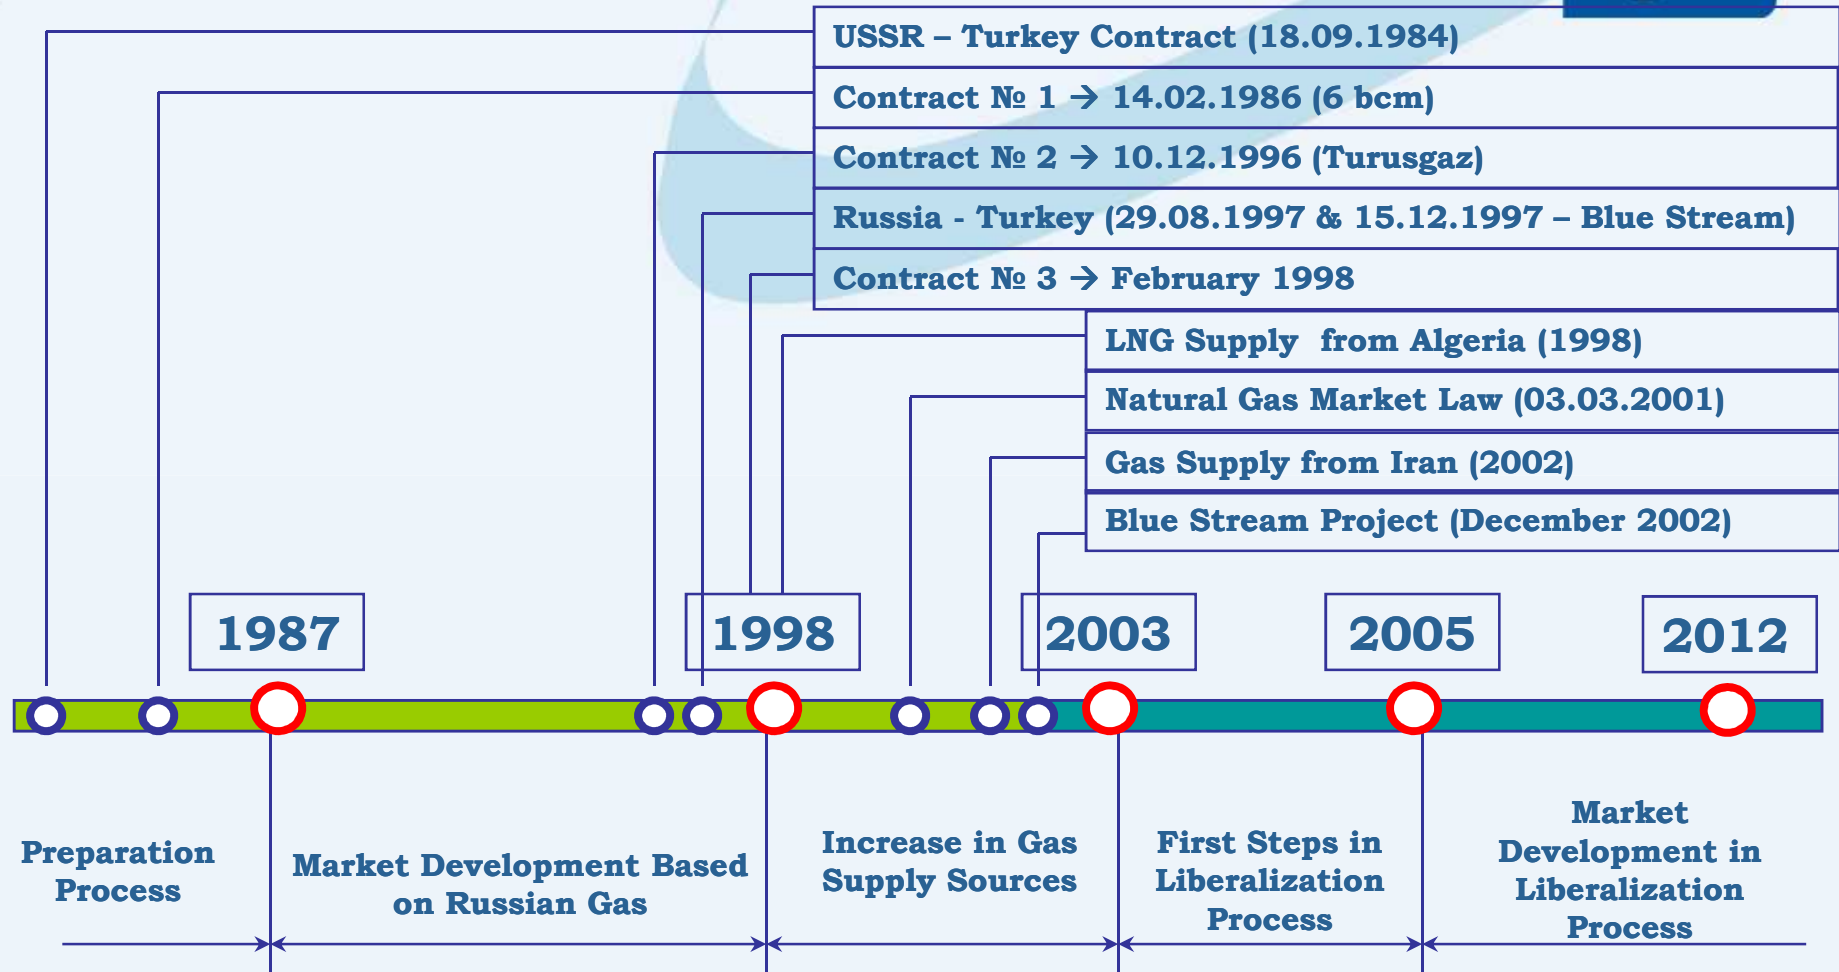 USSR – Turkey Contract (18.09.1984)
Contract № 1 → 14.02.1986 (6 bcm)
Contract № 2 → 10.12.1996 (Turusgaz)
Russia - Turkey (29.08.1997 & 15.12.1997 – Blue Stream)
Contract № 3 → February 1998
LNG Supply from Algeria (1998)
Natural Gas Market Law (03.03.2001)
Gas Supply from Iran (2002)
Blue Stream Project (December 2002)
1987
1998
2003
2005
2012
Preparation
Process
Market Development Based
on Russian Gas
Increase in Gas
Supply Sources
First Steps in
Liberalization
Process
Market
Development in
Liberalization
Process